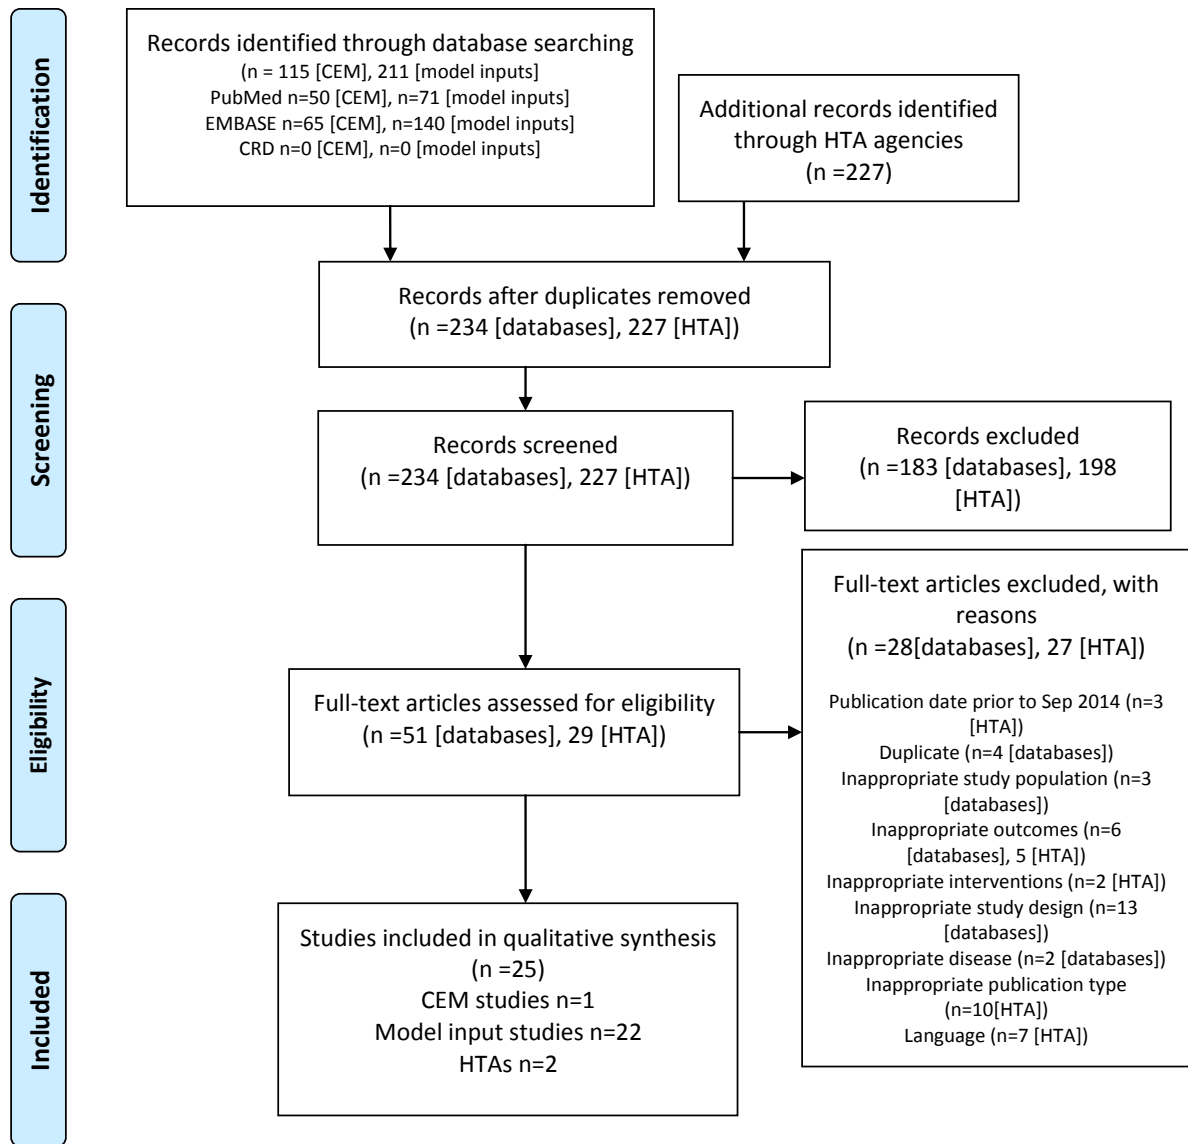 Identification
Records identified through database searching
(n = 115 [CEM], 211 [model inputs]
PubMed n=50 [CEM], n=71 [model inputs]
EMBASE n=65 [CEM], n=140 [model inputs]
CRD n=0 [CEM], n=0 [model inputs]
Additional records identified
through HTA agencies
(n =227)
Records after duplicates removed
(n =234 [databases], 227 [HTA])
Screening
Records screened
(n =234 [databases], 227 [HTA])
Records excluded
(n =183 [databases], 198
[HTA])
Eligibility
Full-text articles assessed for eligibility
(n =51 [databases], 29 [HTA])
Full-text articles excluded, with
reasons
(n =28[databases], 27 [HTA])
Publication date prior to Sep 2014 (n=3
[HTA])
Duplicate (n=4 [databases])
Inappropriate study population (n=3
[databases])
Inappropriate outcomes (n=6
[databases], 5 [HTA])
Inappropriate interventions (n=2 [HTA])
Inappropriate study design (n=13
[databases])
Inappropriate disease (n=2 [databases])
Inappropriate publication type
(n=10[HTA])
Language (n=7 [HTA])
Included
Studies included in qualitative synthesis
(n =25)
CEM studies n=1
Model input studies n=22
HTAs n=2